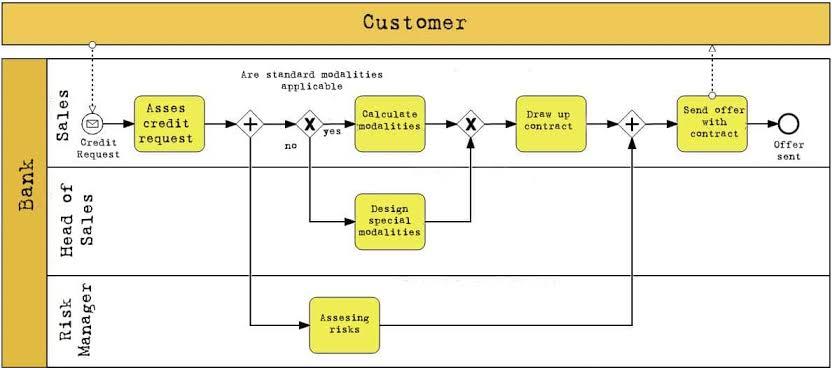 Customer
Bank
Sales
Are standard modalities
applicable
Credit
Request
Asses
credit
request
yes
no
Calculate
modalities
Draw up
contract
Send offer
with
contract
Offer
sent
Head of
Sales
Design
special
modalities
Risk
Manager
Assesing
risks